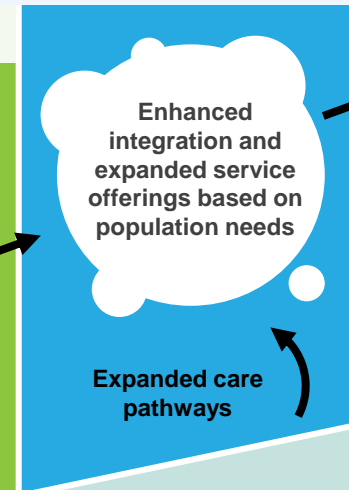 Enhanced
integration and
expanded service
offerings based on
population needs
Expanded care
pathways